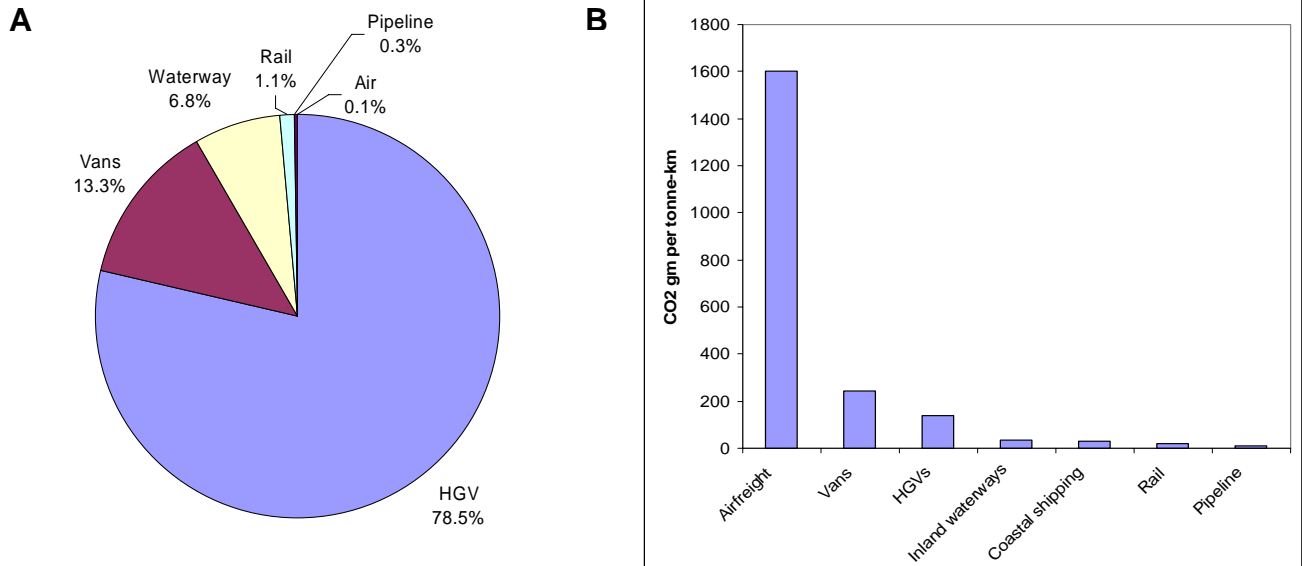 A
Pipeline
0.3%
Rail
1.1%
Air
0.1%
Waterway
6.8%
Vans
13.3%
HGV
78.5%
B
CO2 gm per tonne-km
1800
1600
1400
1200
1000
800
600
400
200
0
Airfreight
Vans
HGVs
Inland waterways
Coastal shipping
Rail
Pipeline